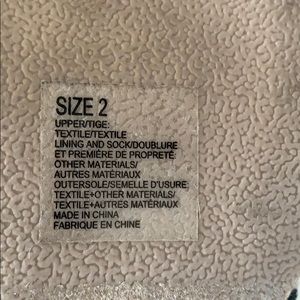 SIZE 2
UPPER/TIGE:
TEXTILE/TEXTILE
LINING AND SOCK/DOUBLURE
ET PREMIÈRE DE PROPRETÉ:
OTHER MATERIALS/
AUTRES MATÉRIAUX
OUTERSOLE/SEMELLE D'USURE:
TEXTILE+OTHER MATERIALS/
TEXTILE+AUTRES MATÉRIAUX
MADE IN CHINA
FABRIQUE EN CHINE